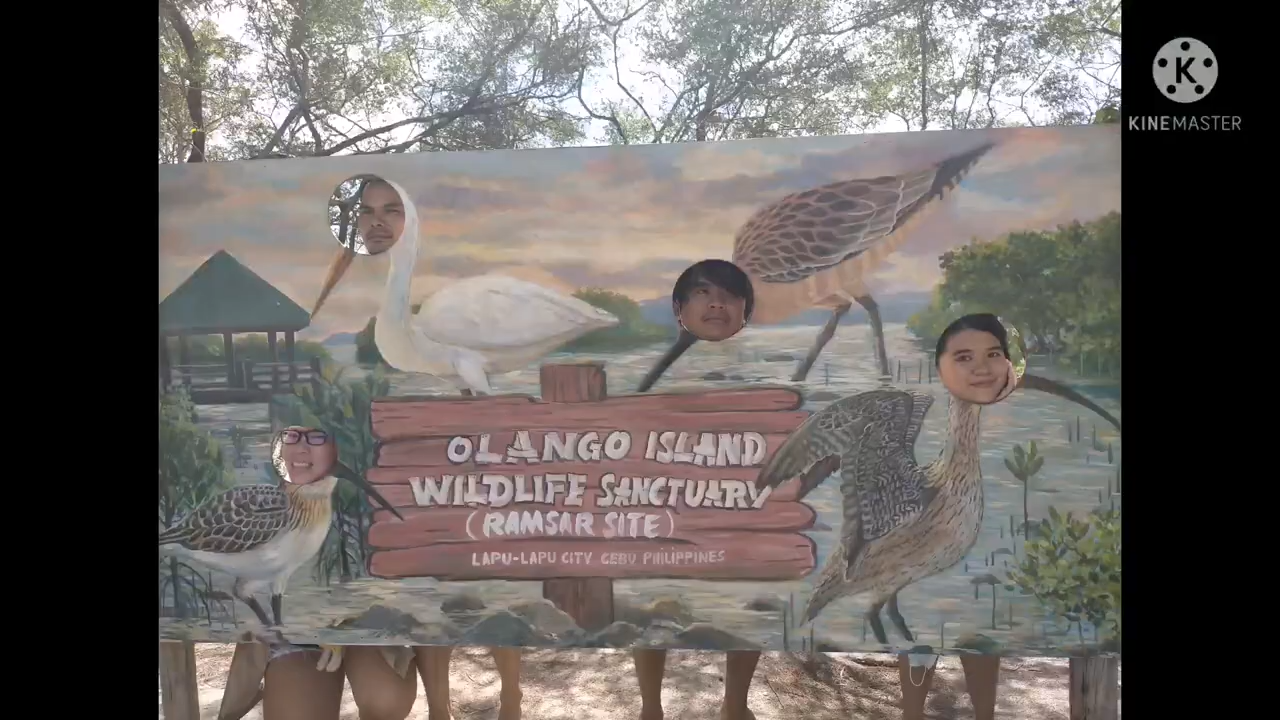 K
KINEMASTER
OLANGO ISLAND
WILDLIFE SANCTUARY
(RAMSAR SITE)
LAPU-LAPU CITY CEBU PHILIPPINES